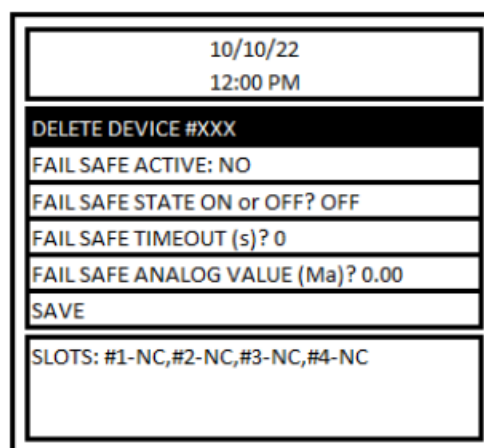 10/10/22
12:00 PM
DELETE DEVICE #XXX
FAIL SAFE ACTIVE: NO
FAIL SAFE STATE ON or OFF? OFF
FAIL SAFE TIMEOUT (s)? 0
FAIL SAFE ANALOG VALUE (Ma)? 0.00
SAVE
SLOTS: #1-NC,#2-NC,#3-NC,#4-NC